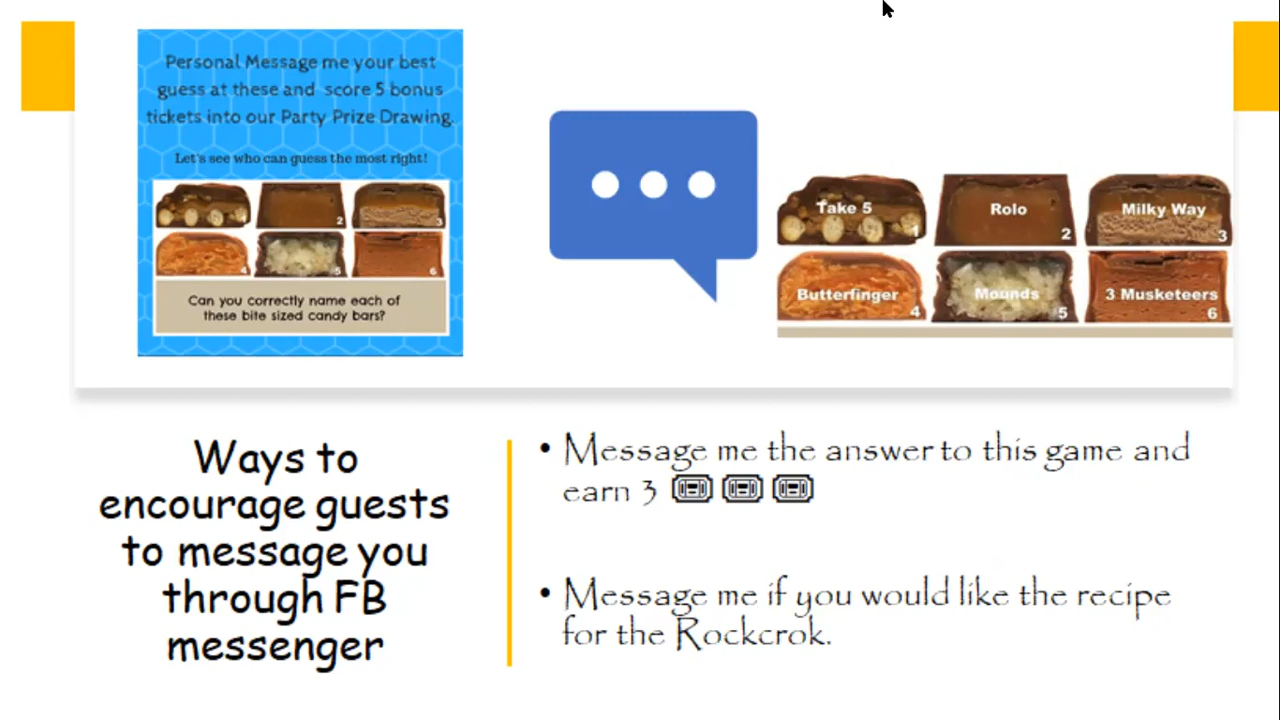 Personal Message me your best
guess at these and score 5 bonus
tickets into our Party Prize Drawing.
Let's see who can guess the most right!
2
3
4
5
6
Can you correctly name each of
these bite sized candy bars?
Take 5
1
Rolo
2
Milky Way
3
Butterfinger
4
Mounds
5
3 Musketeers
6
Ways to
encourage guests
to message you
through FB
messenger
• Message me the answer to this game and
earn 3 🎟🎟🎟
• Message me if you would like the recipe
for the Rockcrok.